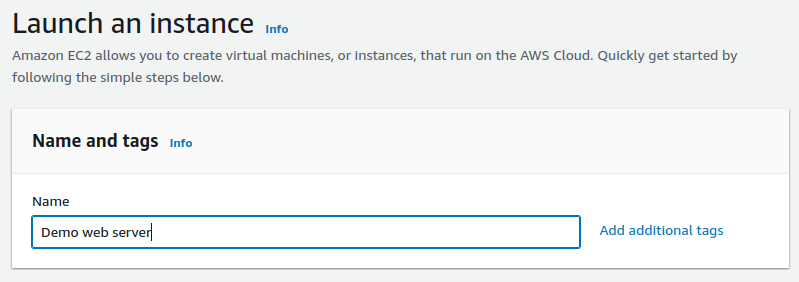 Launch an instance Info
Amazon EC2 allows you to create virtual machines, or instances, that run on the AWS Cloud. Quickly get started by
following the simple steps below.
Name and tags Info
Name
Demo web server
Add additional tags